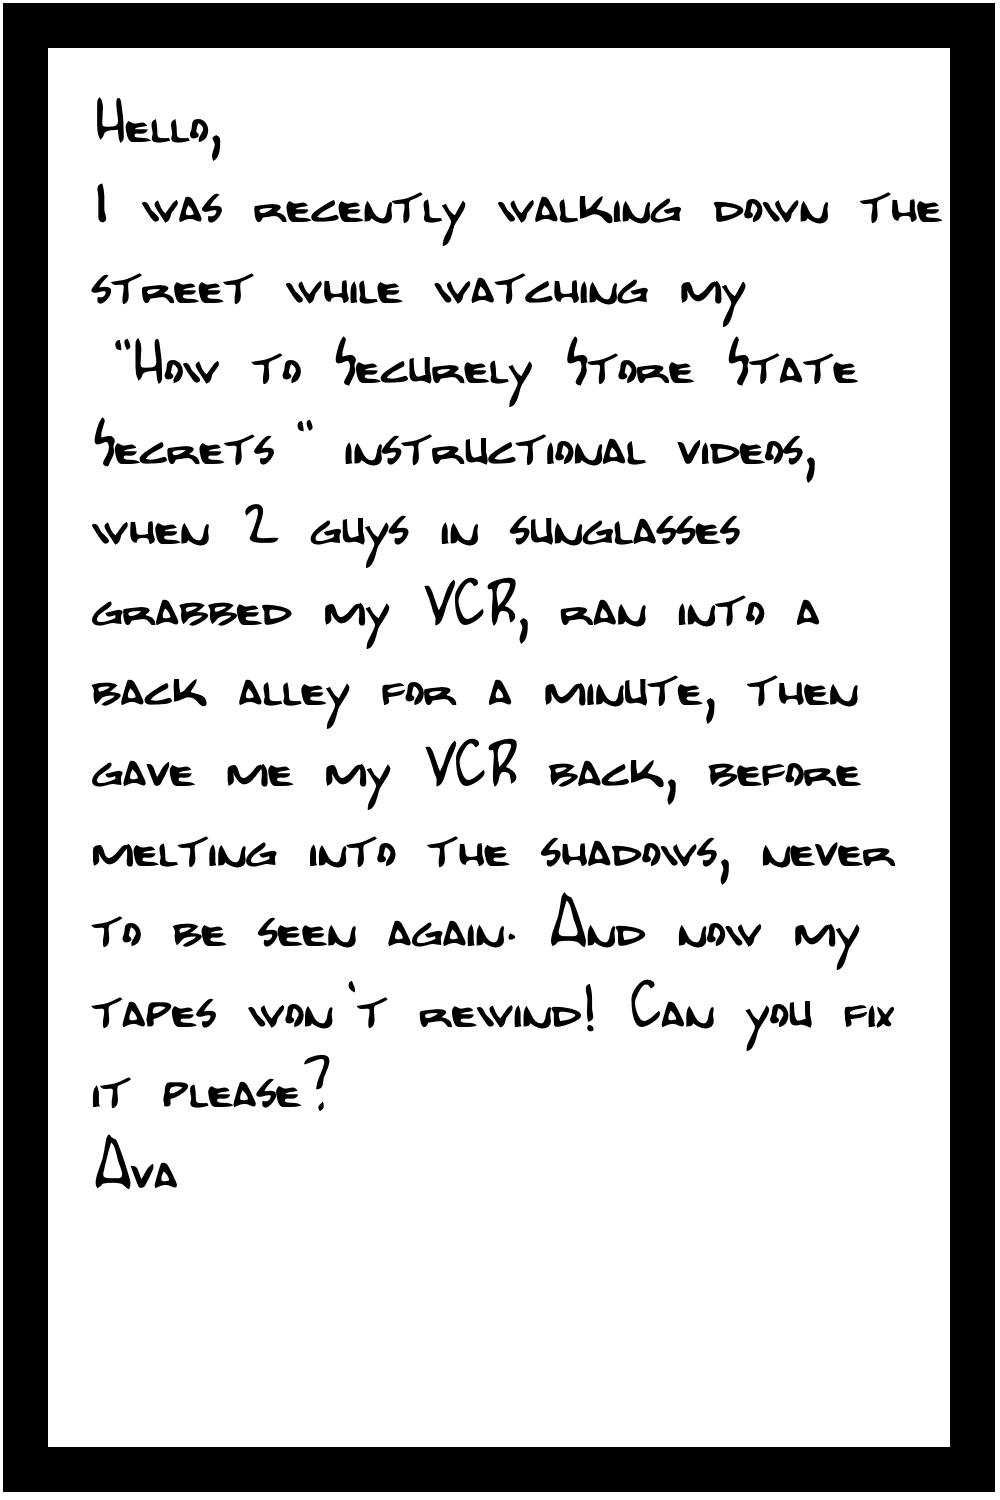 Hello,
I was recently walking down the
street while watching my
"How to Securely Store State
Secrets" instructional videos,
when 2 guys in sunglasses
grabbed my VCR, ran into a
back alley for a minute, then
gave me my VCR back, before
melting into the shadows, never
to be seen again. And now my
tapes won't rewind! Can you fix
it please?
Ava